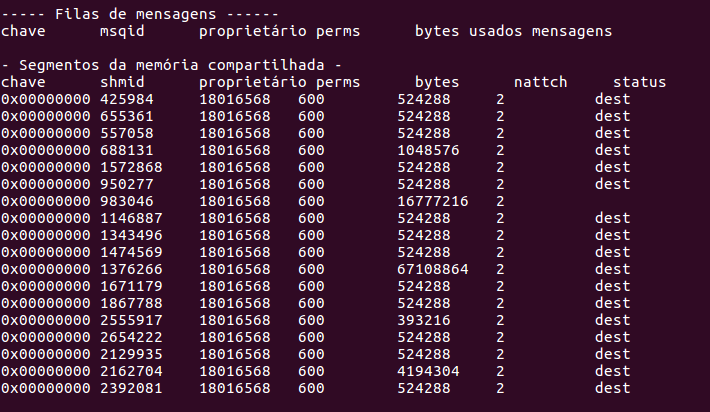 ----- Filas de mensagens ------
chave msqid proprietário perms bytes usados mensagens
- Segmentos da memória compartilhada -
chave shmid proprietário perms bytes nattch status
0x00000000 425984 18016568 600 524288 2 dest
0x00000000 655361 18016568 600 524288 2 dest
0x00000000 557058 18016568 600 524288 2 dest
0x00000000 688131 18016568 600 1048576 2 dest
0x00000000 1572868 18016568 600 524288 2 dest
0x00000000 950277 18016568 600 524288 2 dest
0x00000000 983046 18016568 600 16777216 2
0x00000000 1146887 18016568 600 524288 2 dest
0x00000000 1343496 18016568 600 524288 2 dest
0x00000000 1474569 18016568 600 524288 2 dest
0x00000000 1376266 18016568 600 67108864 2 dest
0x00000000 1671179 18016568 600 524288 2 dest
0x00000000 1867788 18016568 600 524288 2 dest
0x00000000 2555917 18016568 600 393216 2 dest
0x00000000 2654222 18016568 600 524288 2 dest
0x00000000 2129935 18016568 600 524288 2 dest
0x00000000 2162704 18016568 600 4194304 2 dest
0x00000000 2392081 18016568 600 524288 2 dest